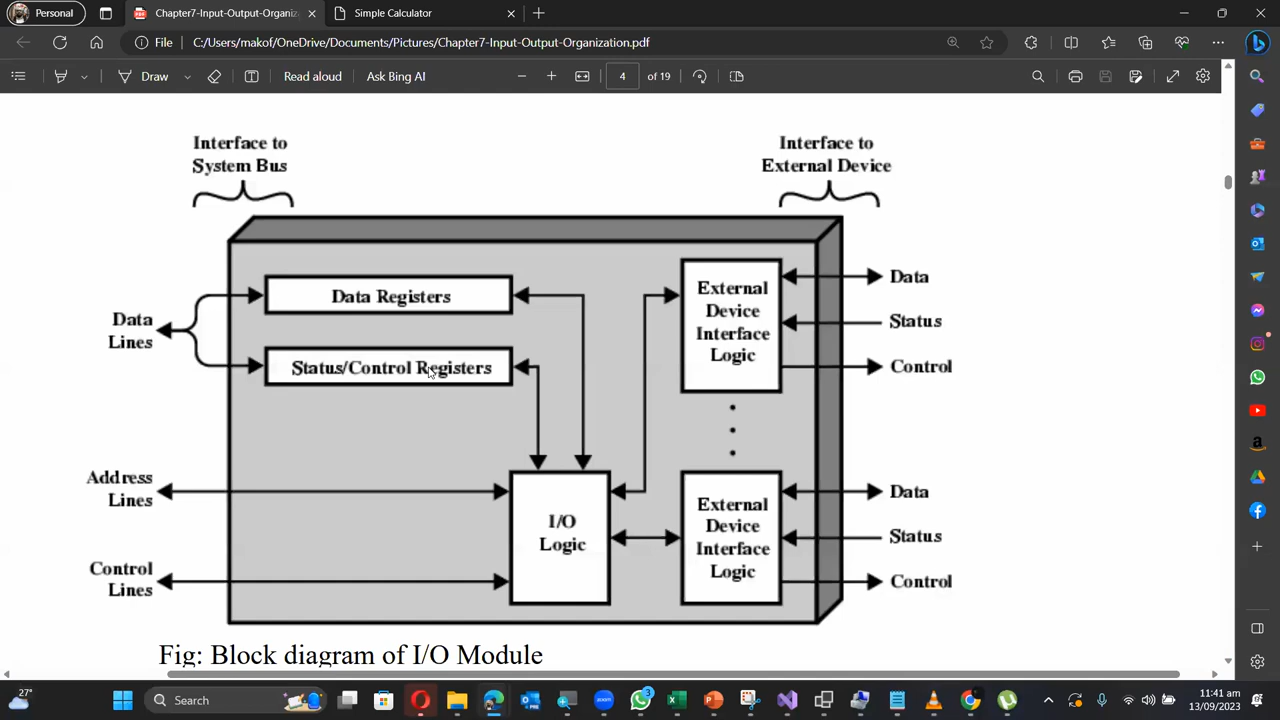 Personal
Chapter7-Input-Output-Organiz
Simple Calculator
File
C:/Users/makof/OneDrive/Documents/Pictures/Chapter7-Input-Output-Organization.pdf
Draw
Read aloud
Ask Bing AI
4
of 19
Interface to
System Bus
Interface to
External Device
Data Registers
Status/Control Registers
Data
Lines
Address
Lines
Control
Lines
I/O
Logic
External
Device
Interface
Logic
Data
Status
Control
External
Device
Interface
Logic
Data
Status
Control
Fig: Block diagram of I/O Module
27°
Search
zoom
3
11:41 am
13/09/2023